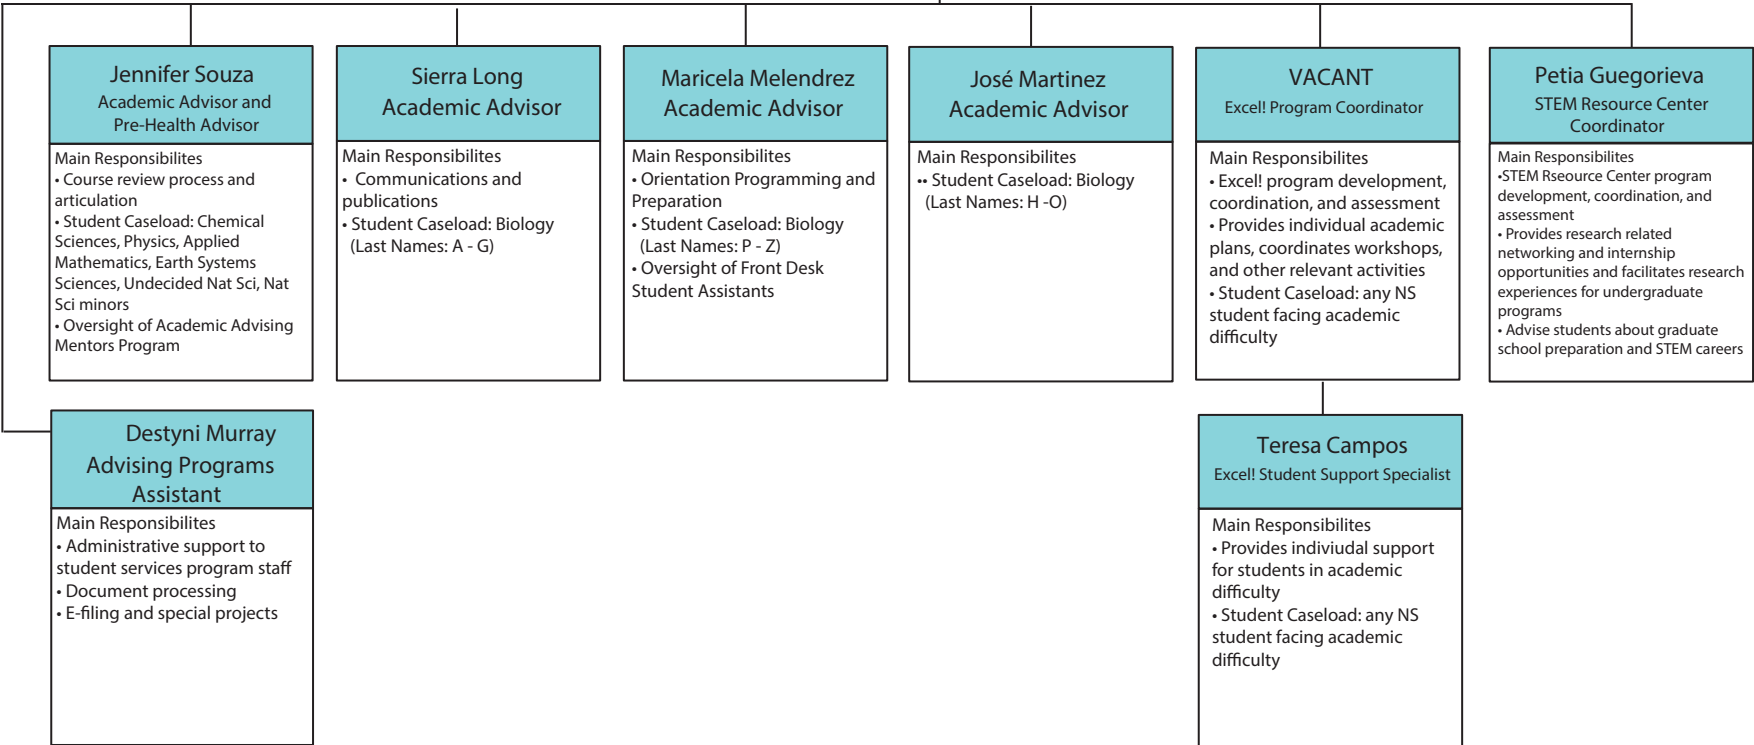 Jennifer Souza
Academic Advisor and
Pre-Health Advisor
Main Responsibilites
• Course review process and
articulation
• Student Caseload: Chemical
Sciences, Physics, Applied
Mathematics, Earth Systems
Sciences, Undecided Nat Sci, Nat
Sci minors
• Oversight of Academic Advising
Mentors Program
Sierra Long
Academic Advisor
Main Responsibilites
• Communications and
publications
• Student Caseload: Biology
(Last Names: A - G)
Maricela Melendrez
Academic Advisor
Main Responsibilites
• Orientation Programming and
Preparation
• Student Caseload: Biology
(Last Names: P - Z)
• Oversight of Front Desk
Student Assistants
José Martinez
Academic Advisor
Main Responsibilites
•• Student Caseload: Biology
(Last Names: H -O)
VACANT
Excel! Program Coordinator
Main Responsibilites
• Excel! program development,
coordination, and assessment
• Provides individual academic
plans, coordinates workshops,
and other relevant activities
• Student Caseload: any NS
student facing academic
difficulty
Petia Guegorieva
STEM Resource Center
Coordinator
Main Responsibilites
•STEM Rseource Center program
development, coordination, and
assessment
• Provides research related
networking and internship
opportunities and facilitates research
experiences for undergraduate
programs
• Advise students about graduate
school preparation and STEM careers
Destyni Murray
Advising Programs
Assistant
Main Responsibilites
• Administrative support to
student services program staff
• Document processing
• E-filing and special projects
Teresa Campos
Excel! Student Support Specialist
Main Responsibilites
• Provides indiviudal support
for students in academic
difficulty
• Student Caseload: any NS
student facing academic
difficulty